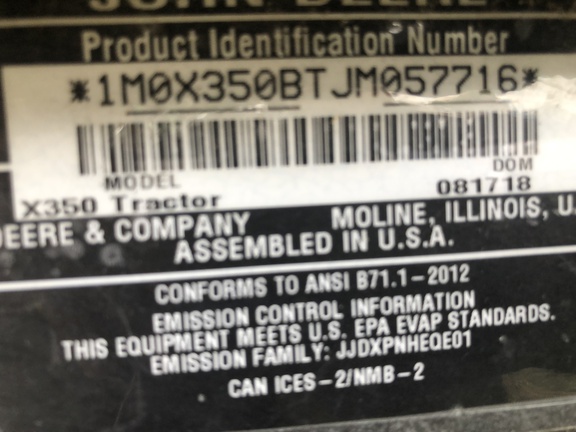 JOHN DEERE
Product Identification Number
*1M0X350BTJM057716*
MODEL DOM
X350 Tractor 081718
DEERE & COMPANY MOLINE, ILLINOIS, U.
ASSEMBLED IN U.S.A.
CONFORMS TO ANSI B71.1-2012
EMISSION CONTROL INFORMATION
THIS EQUIPMENT MEETS U.S. EPA EVAP STANDARDS.
EMISSION FAMILY: JJDXPNHEQE01
CAN ICES-2/NMB-2